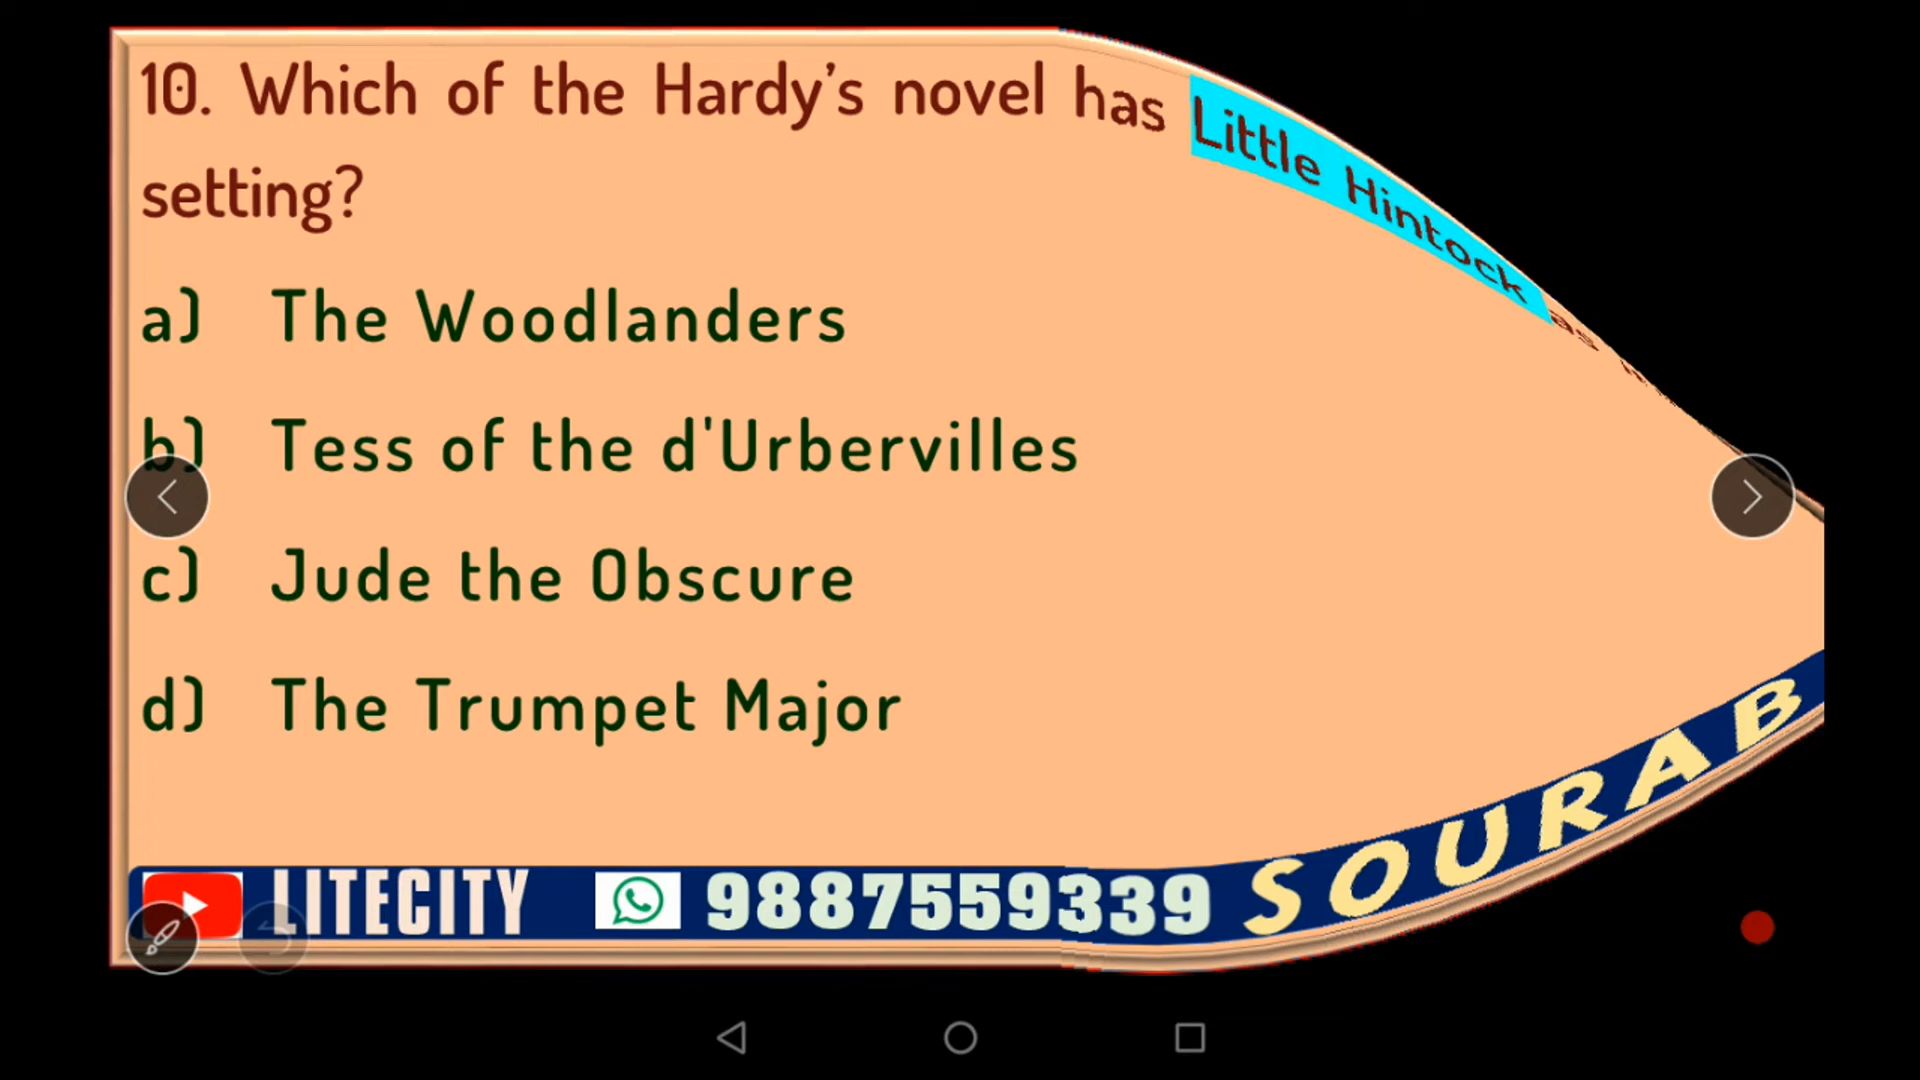 10. Which of the Hardy's novel has Little Hintock as
setting?
a) The Woodlanders
b) Tess of the d'Urbervilles
c) Jude the Obscure
d) The Trumpet Major
LITECITY 9887559339 SOURAB